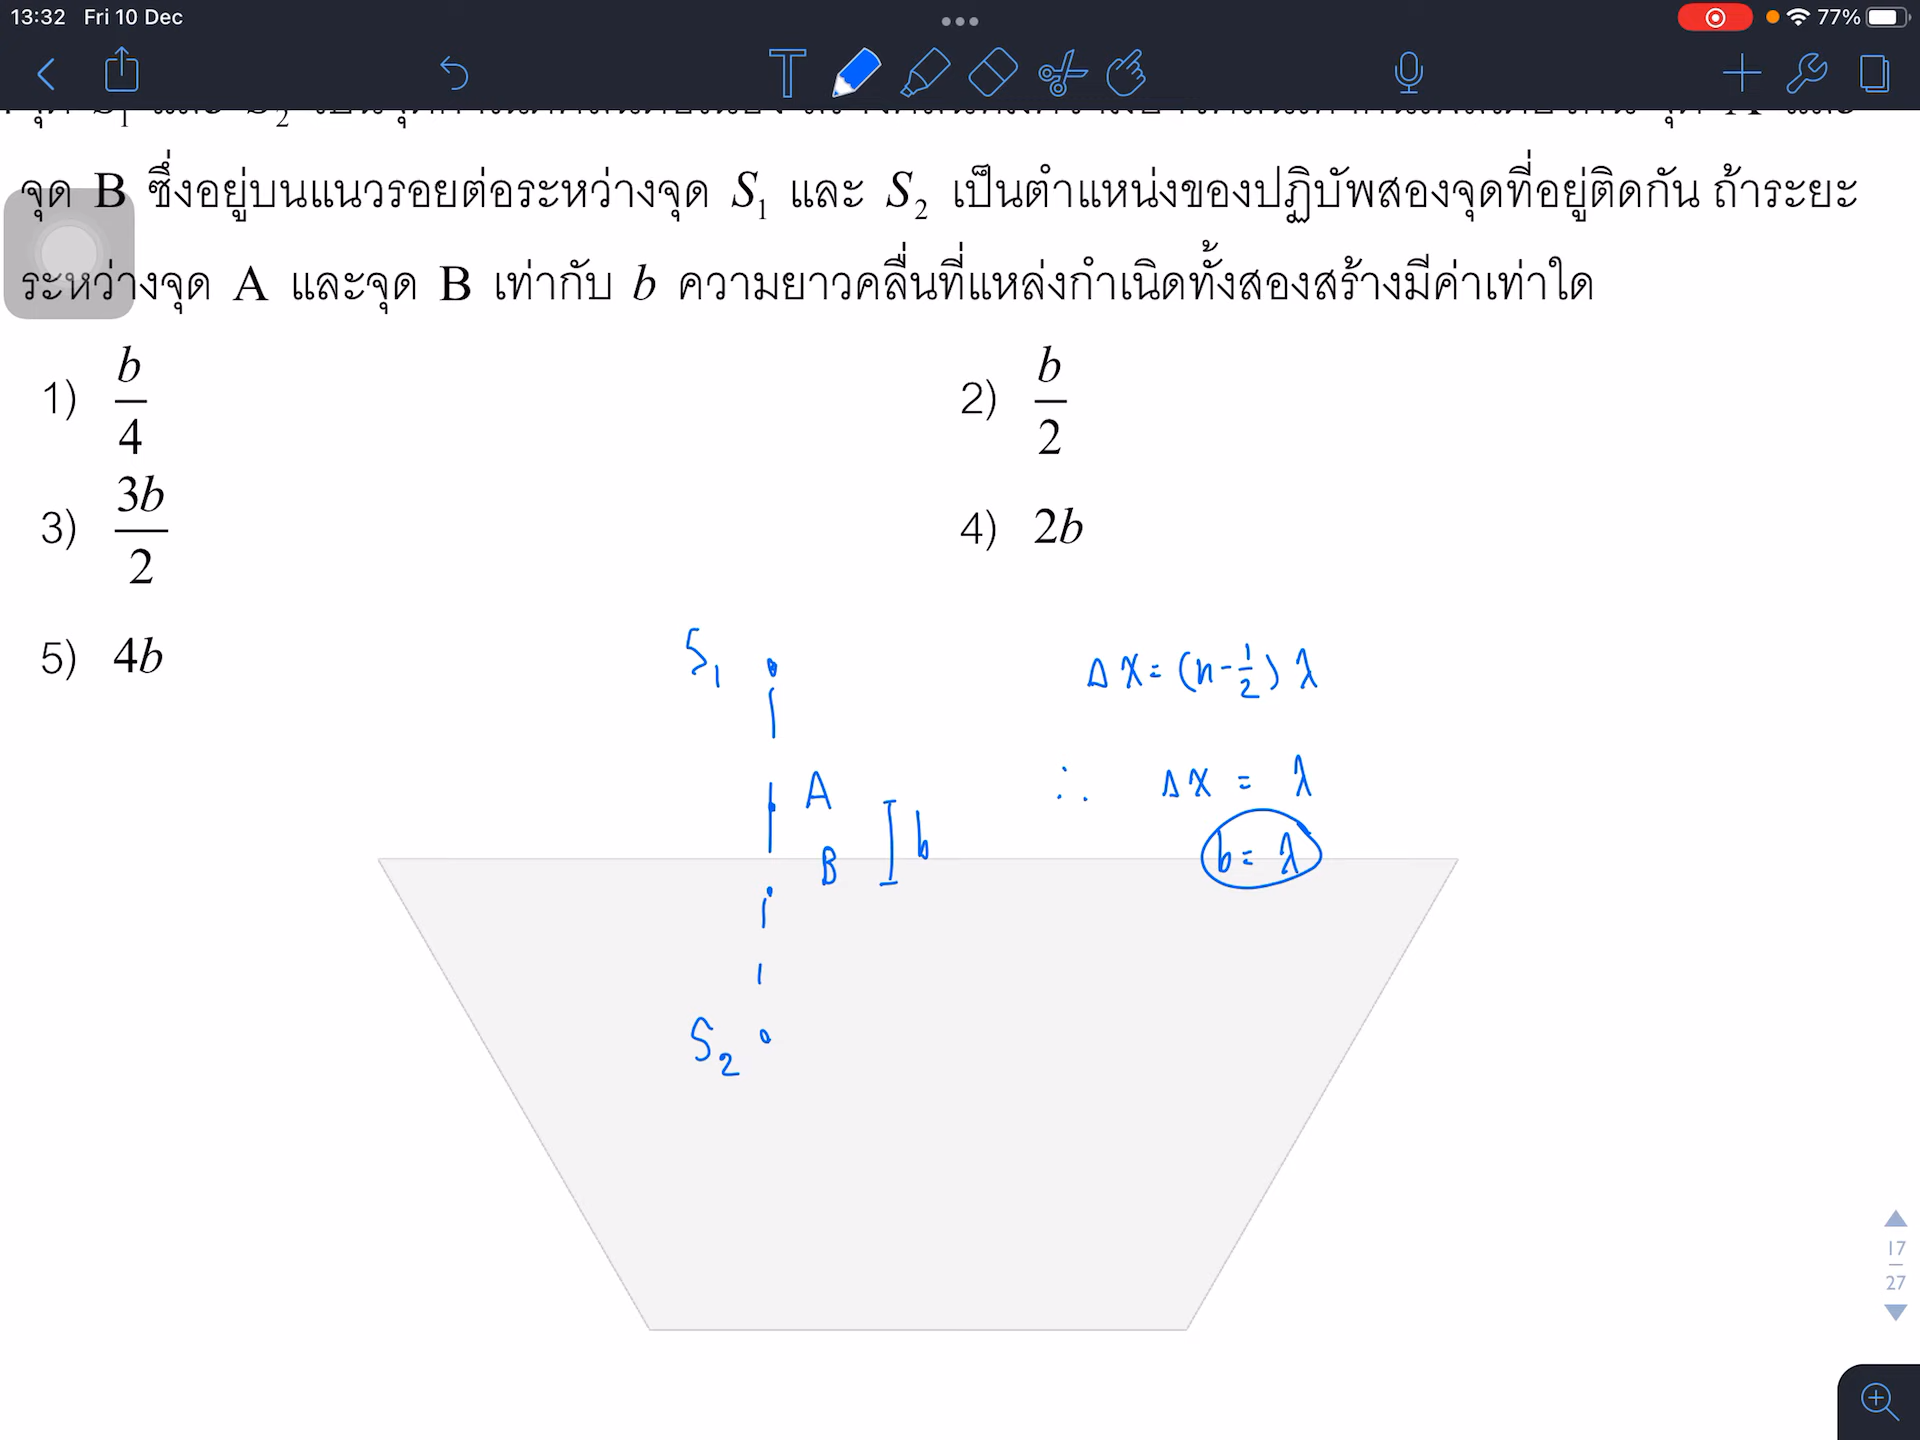 13:32 Fri 10 Dec
77%
จุด B ซึ่งอยู่บนแนวรอยต่อระหว่างจุด S₁ และ S₂ เป็นตำแหน่งของปฏิบัพสองจุดที่อยู่ติดกัน ถ้าระยะ
ระหว่างจุด A และจุด B เท่ากับ b ความยาวคลื่นที่แหล่งกำเนิดทั้งสองสร้างมีค่าเท่าใด
1) b/4
2) b/2
3) 3b/2
4) 2b
5) 4b
S₁
Δx = (n - 1/2) λ
A
∴ Δx = λ
B
b
b = λ
S₂
17
27